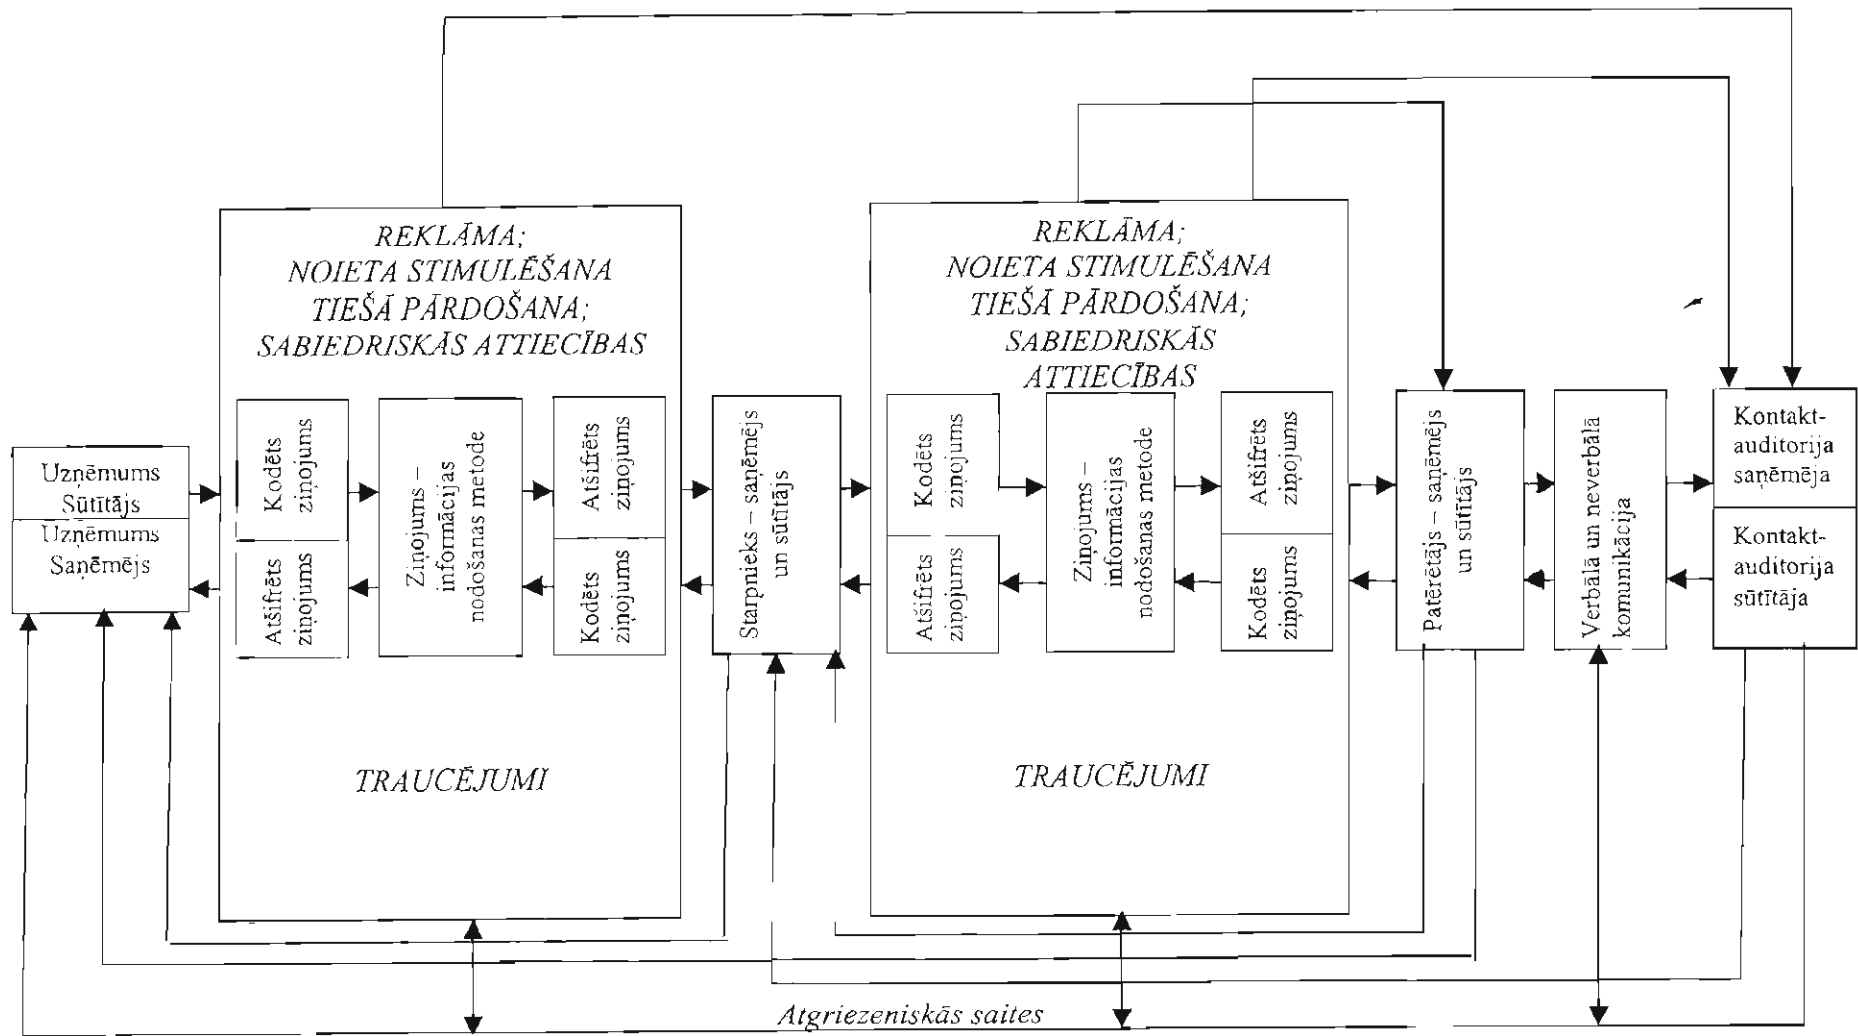 REKLĀMA;
NOIETA STIMULĒŠANA
TIEŠĀ PĀRDOŠANA;
SABIEDRISKĀS ATTIECĪBAS
REKLĀMA;
NOIETA STIMULĒŠANA
TIEŠĀ PĀRDOŠANA;
SABIEDRISKĀS
ATTIECĪBAS
Uzņēmums
Sūtītājs
Uzņēmums
Saņēmējs
Kodēts
ziņojums
Atšifrēts
ziņojums
Ziņojums –
informācijas
nodošanas metode
Atšifrēts
ziņojums
Kodēts
ziņojums
Starpnieks – saņēmējs
un sūtītājs
Kodēts
ziņojums
Atšifrēts
ziņojums
Ziņojums –
informācijas
nodošanas metode
Atšifrēts
ziņojums
Kodēts
ziņojums
Patērētājs – saņēmējs
un sūtītājs
Verbālā un neverbālā
komunikācija
Kontakt-
auditorija
saņēmēja
Kontakt-
auditorija
sūtītāja
TRAUCĒJUMI
TRAUCĒJUMI
Atgriezeniskās saites